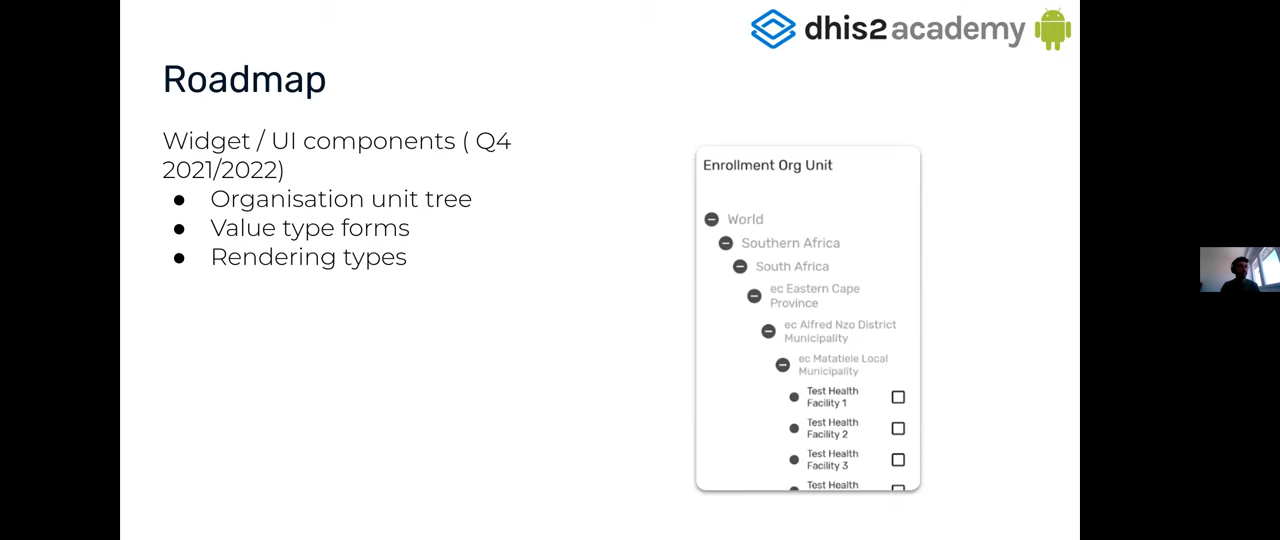 dhis2 academy
Roadmap
Widget / UI components ( Q4
2021/2022)
● Organisation unit tree
● Value type forms
● Rendering types
Enrollment Org Unit
World
Southern Africa
South Africa
ec Eastern Cape
Province
ec Alfred Nzo District
Municipality
ec Matatiele Local
Municipality
Test Health
Facility 1
Test Health
Facility 2
Test Health
Facility 3
Test Health